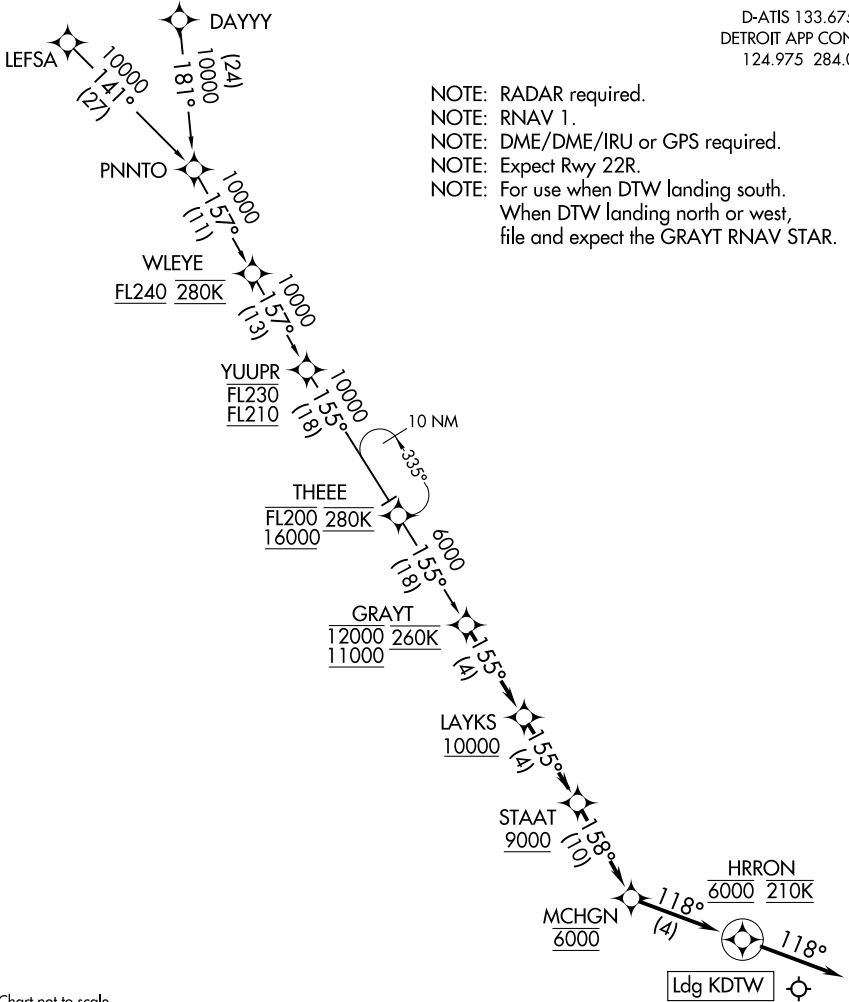 DAYYY
D-ATIS 133.675
LEFSA
DETROIT APP CON
124.975 284.0
10000
141°
(27)
(24)
10000
181°
NOTE: RADAR required.
NOTE: RNAV 1.
NOTE: DME/DME/IRU or GPS required.
NOTE: Expect Rwy 22R.
NOTE: For use when DTW landing south.
When DTW landing north or west,
file and expect the GRAYT RNAV STAR.
PNNTO
10000
157°
(11)
WLEYE
FL240 280K
10000
157°
(13)
YUUPR
FL230
FL210
10000
155°
(18)
10 NM
335°
THEEE
FL200 280K
16000
6000
155°
(18)
GRAYT
12000 260K
11000
155°
(4)
LAYKS
10000
155°
(4)
STAAT
9000
158°
(10)
HRRON
6000 210K
MCHGN
6000
118°
(4)
118°
Ldg KDTW
Chart not to scale